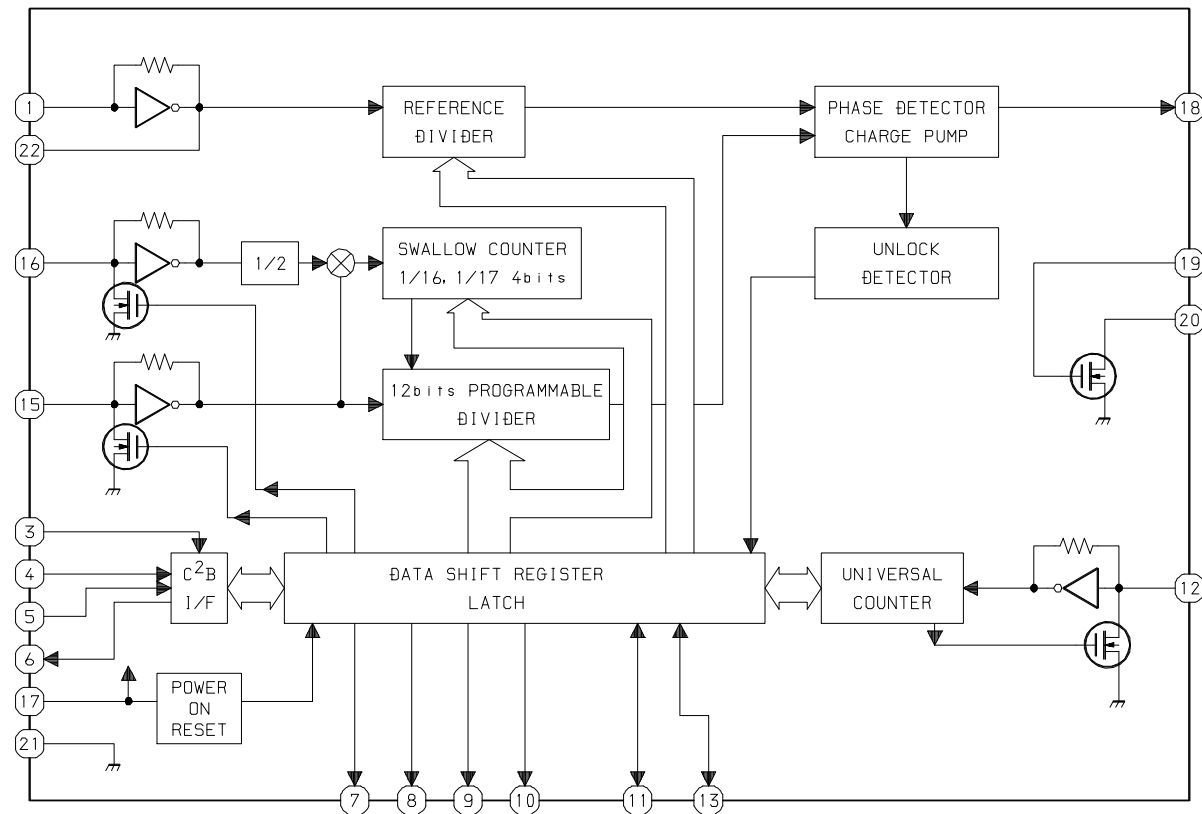 1
REFERENCE
DIVIDER
PHASE DETECTOR
CHARGE PUMP
18
22
16
1/2
SWALLOW COUNTER
1/16, 1/17 4bits
UNLOCK
DETECTOR
19
20
15
12bits PROGRAMMABLE
DIVIDER
3
4
5
6
C²B
I/F
DATA SHIFT REGISTER
LATCH
UNIVERSAL
COUNTER
12
17
POWER
ON
RESET
21
7
8
9
10
11
13